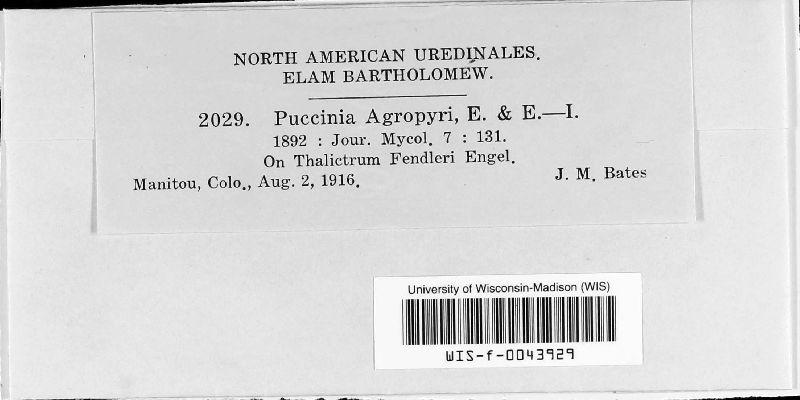 NORTH AMERICAN UREDINALES.
ELAM BARTHOLOMEW.
2029. Puccinia Agropyri, E. & E.—I.
1892 : Jour. Mycol. 7 : 131.
On Thalictrum Fendleri Engel.
Manitou, Colo., Aug. 2, 1916. J. M. Bates
University of Wisconsin-Madison (WIS)
WIS-f-0043929